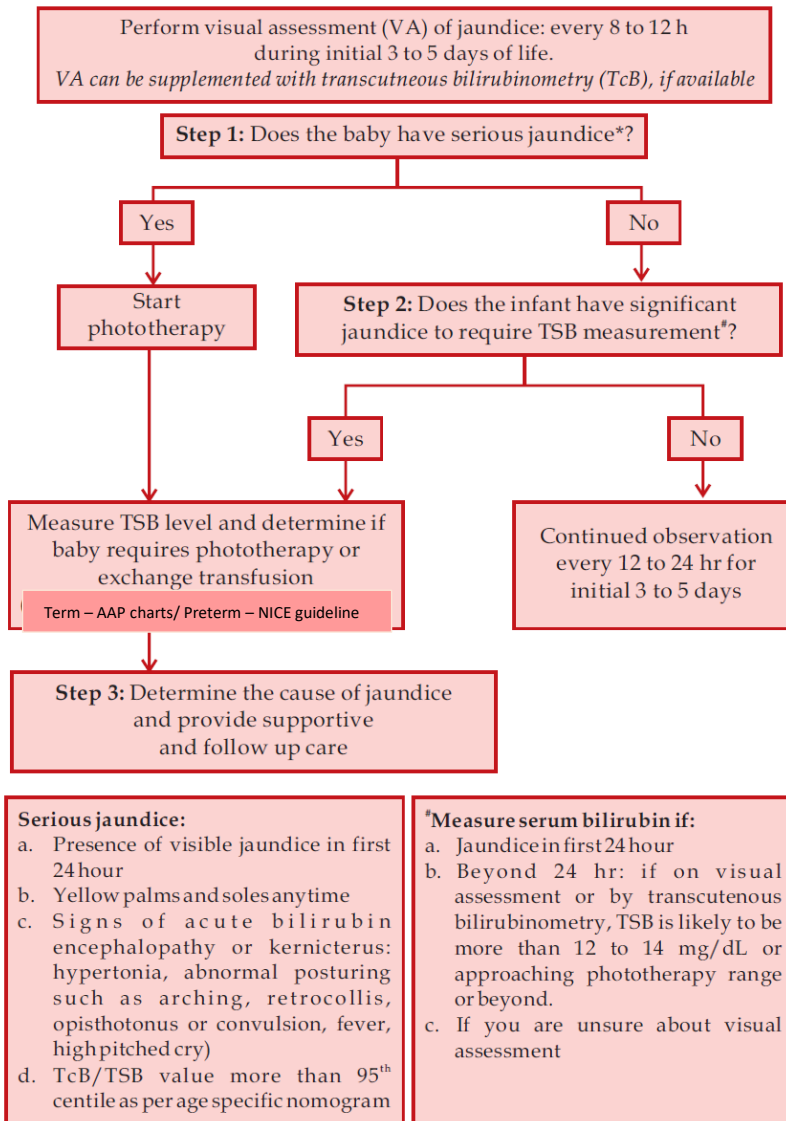 Perform visual assessment (VA) of jaundice: every 8 to 12 h
during initial 3 to 5 days of life.
VA can be supplemented with transcutneous bilirubinometry (TcB), if available
Step 1: Does the baby have serious jaundice*?
Yes
No
Start
phototherapy
Step 2: Does the infant have significant
jaundice to require TSB measurement#?
Yes
No
Measure TSB level and determine if
baby requires phototherapy or
exchange transfusion
Term – AAP charts/ Preterm – NICE guideline
Continued observation
every 12 to 24 hr for
initial 3 to 5 days
Step 3: Determine the cause of jaundice
and provide supportive
and follow up care
Serious jaundice:
a. Presence of visible jaundice in first
24 hour
b. Yellow palms and soles anytime
c. Signs of acute bilirubin
encephalopathy or kernicterus:
hypertonia, abnormal posturing
such as arching, retrocollis,
opisthotonus or convulsion, fever,
high pitched cry)
d. TcB/TSB value more than 95th
centile as per age specific nomogram
#Measure serum bilirubin if:
a. Jaundice in first 24 hour
b. Beyond 24 hr: if on visual
assessment or by transcutenous
bilirubinometry, TSB is likely to be
more than 12 to 14 mg/dL or
approaching phototherapy range
or beyond.
c. If you are unsure about visual
assessment